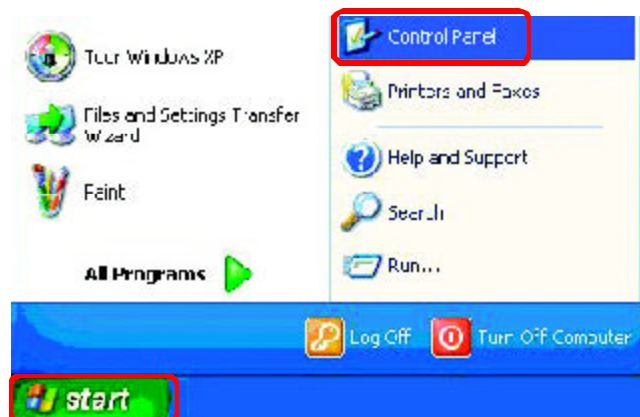 Tour Windows XP
Files and Settings Transfer
Wizard
Paint
All Programs
Control Panel
Printers and Faxes
Help and Support
Search
Run...
Log Off
Turn Off Computer
start